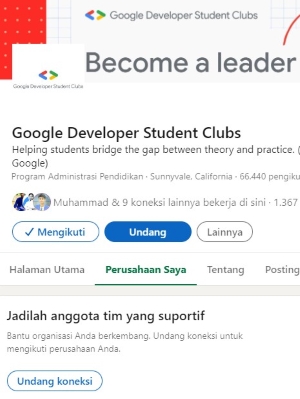 Google Developer Student Clubs
Become a leader
Google Developer Student Clubs
Google Developer Student Clubs
Helping students bridge the gap between theory and practice. (
Google)
Program Administrasi Pendidikan · Sunnyvale, California · 66.440 pengiku
Muhammad & 9 koneksi lainnya bekerja di sini · 1.367
Mengikuti Undang Lainnya
Halaman Utama Perusahaan Saya Tentang Posting
Jadilah anggota tim yang suportif
Bantu organisasi Anda berkembang. Undang koneksi untuk
mengikuti perusahaan Anda.
Undang koneksi